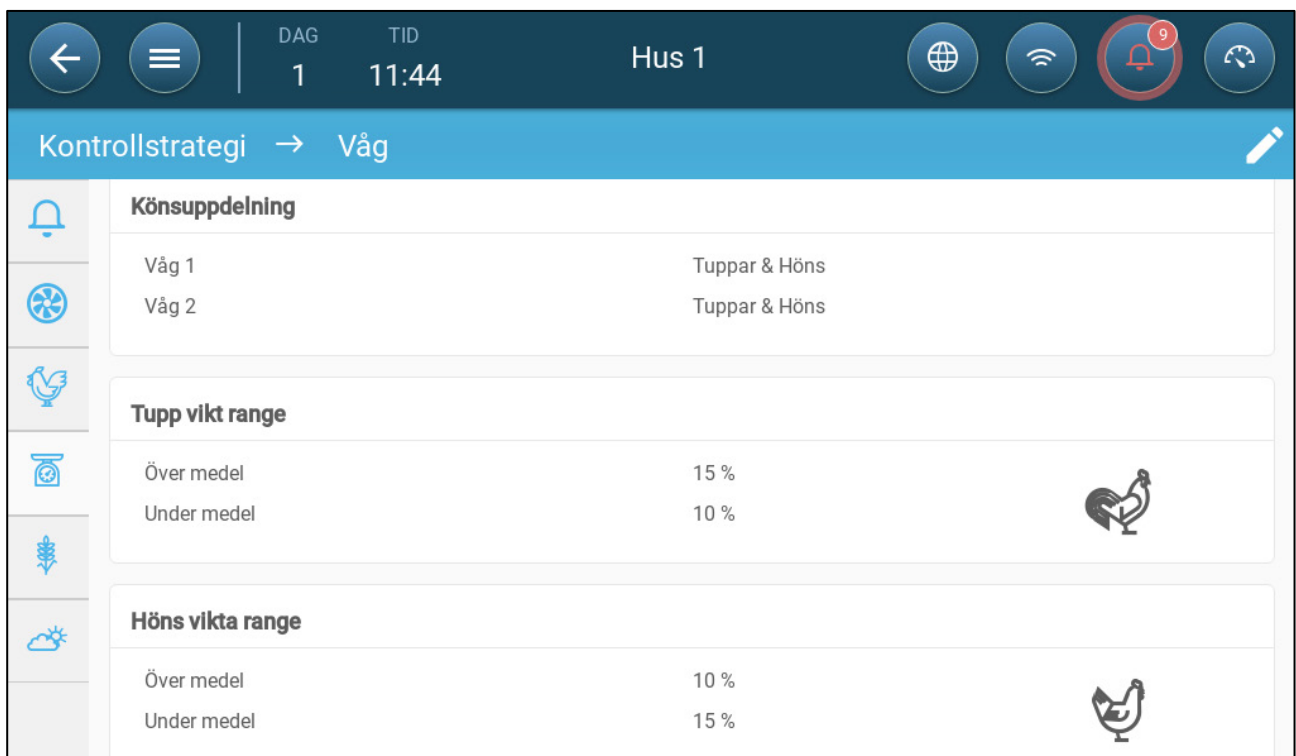 DAG TID
1 11:44 Hus 1 9
Kontrollstrategi → Våg
Könsuppdelning
Våg 1 Tuppar & Höns
Våg 2 Tuppar & Höns
Tupp vikt range
Över medel 15 %
Under medel 10 %
Höns vikta range
Över medel 10 %
Under medel 15 %